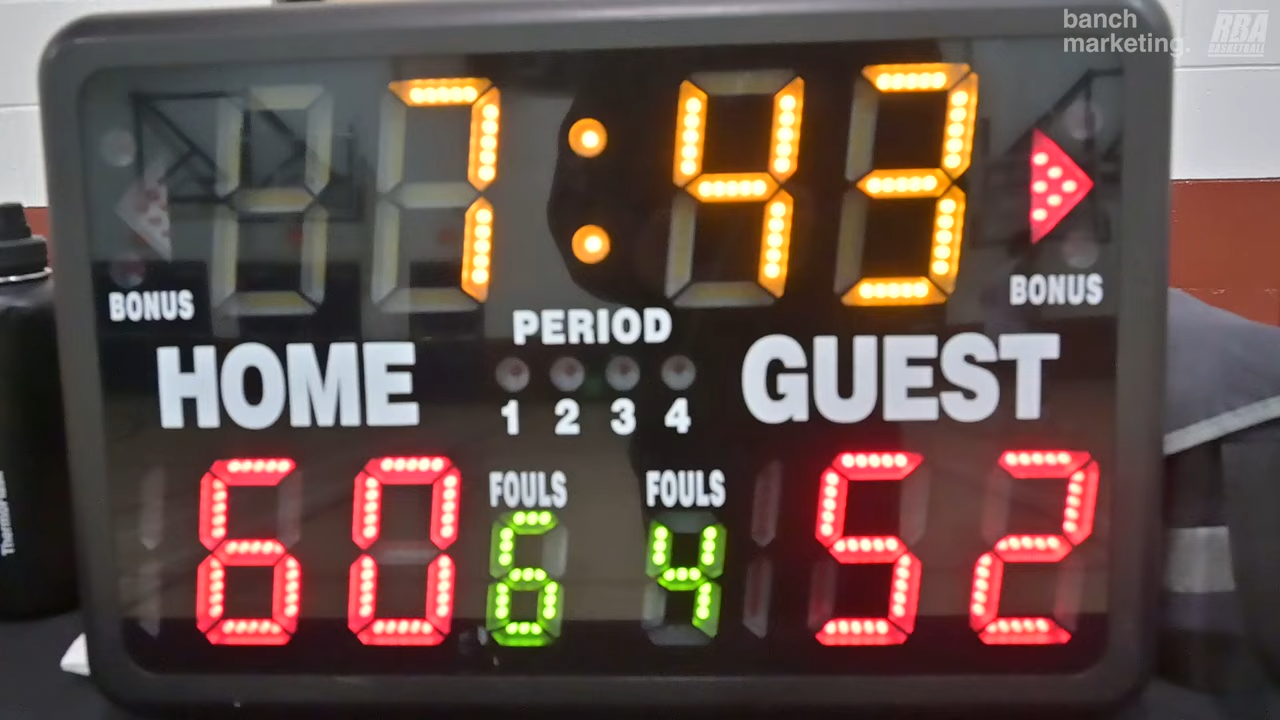 banch
marketing.
RBA
BASKETBALL
7:43
BONUS
BONUS
PERIOD
HOME
GUEST
1 2 3 4
FOULS
FOULS
60
6
4
52